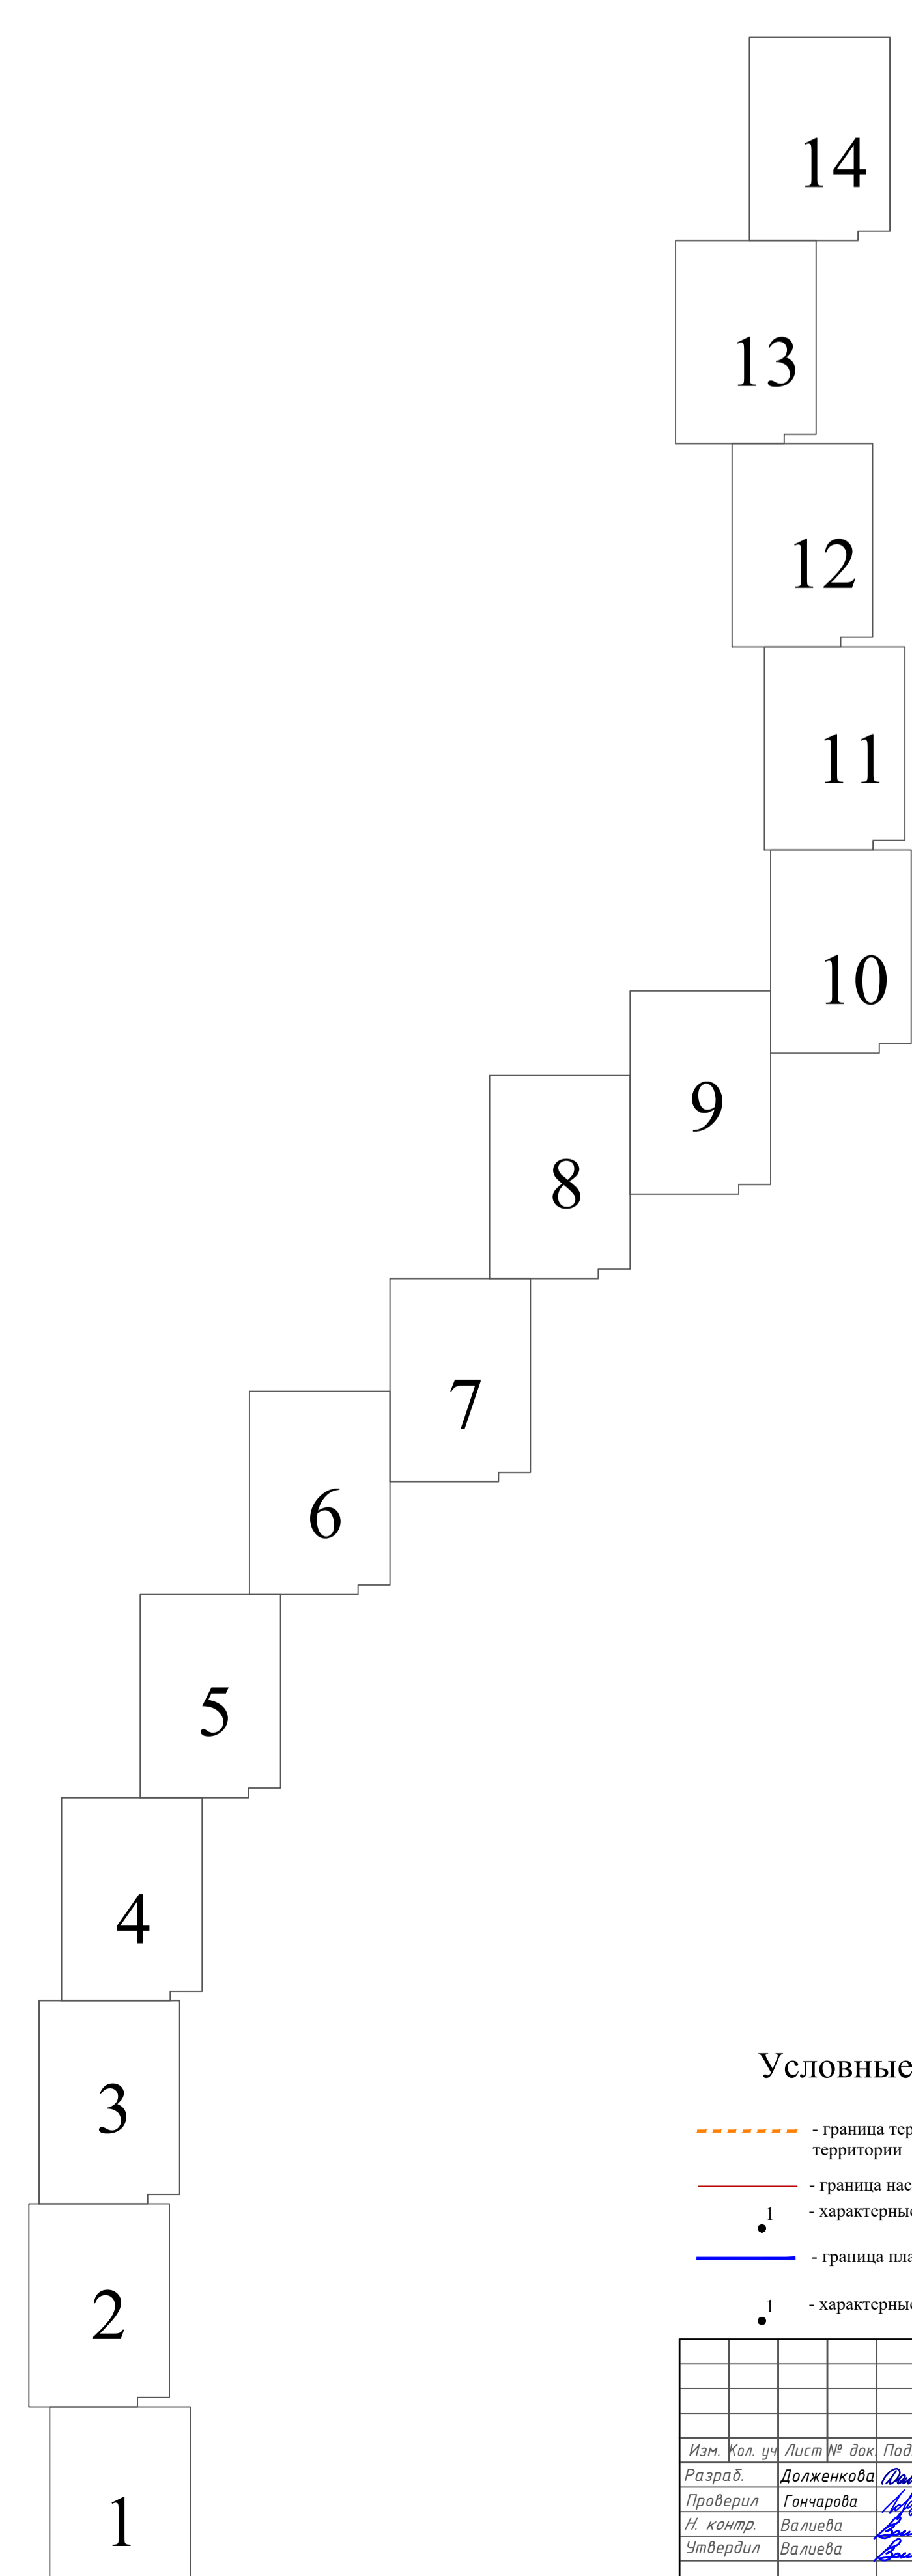 14
13
12
11
10
9
8
7
6
5
4
3
2
1
Условные
- граница тер
территории
- граница нас
1 - характерные
- граница пла
1 - характерные
Изм. Кол. уч Лист № док. Под
Разраб. Долженкова
Проверил Гончарова
Н. контр. Валиева
Утвердил Валиева